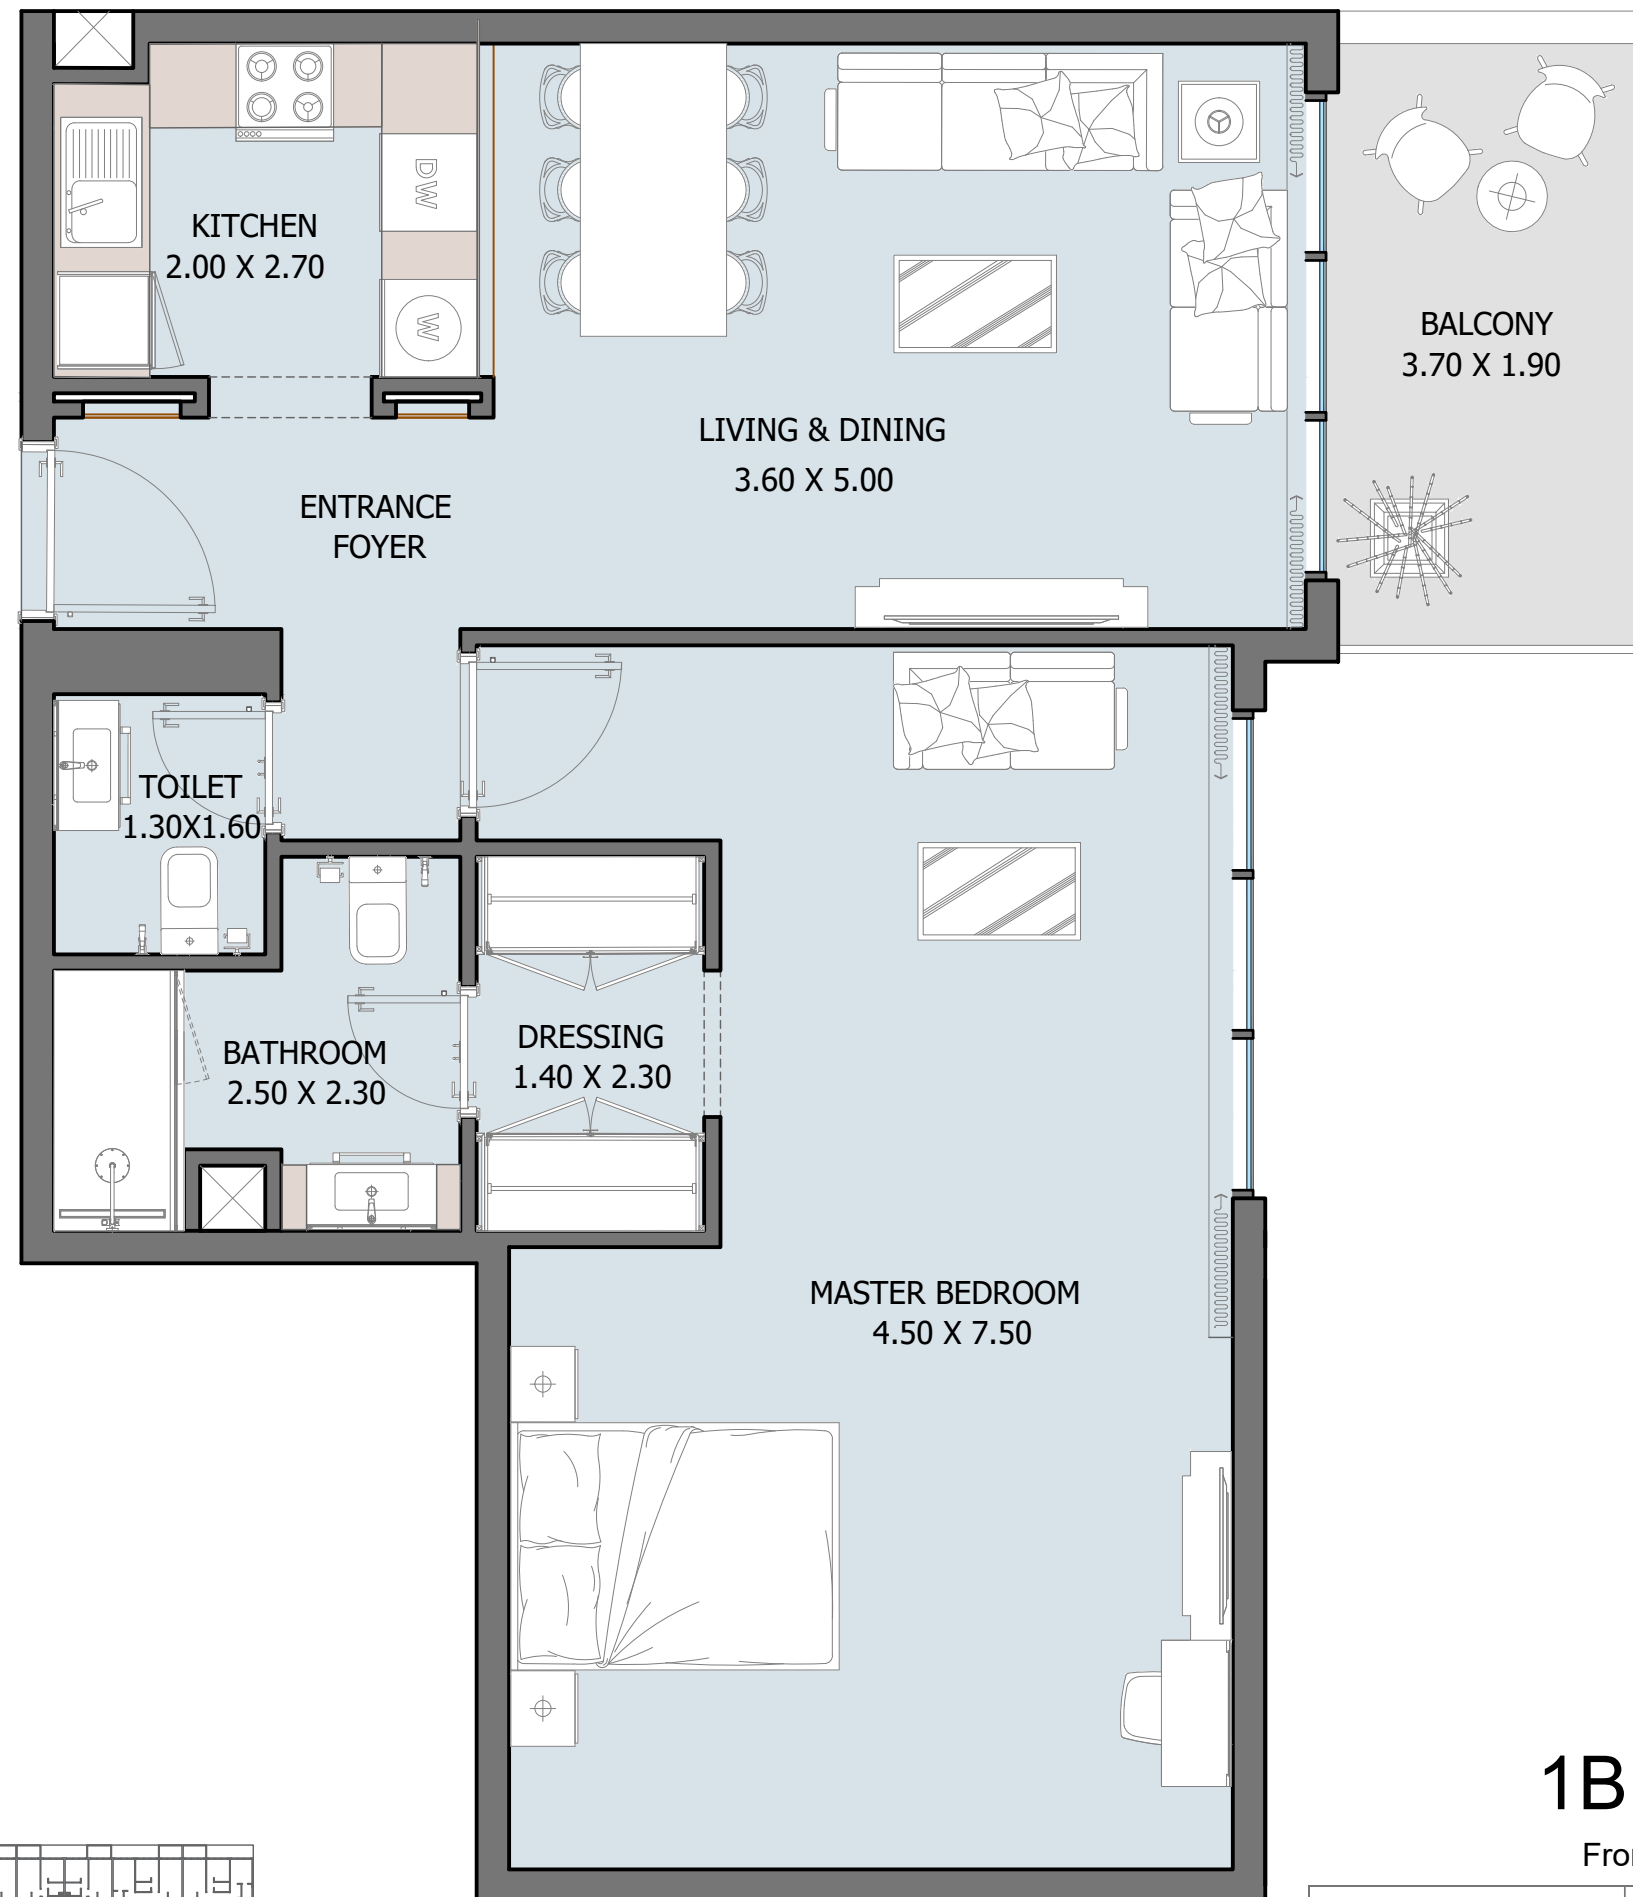 KITCHEN
2.00 X 2.70
DW
W
LIVING & DINING
3.60 X 5.00
BALCONY
3.70 X 1.90
ENTRANCE
FOYER
TOILET
1.30X1.60
BATHROOM
2.50 X 2.30
DRESSING
1.40 X 2.30
MASTER BEDROOM
4.50 X 7.50
1B
Fron